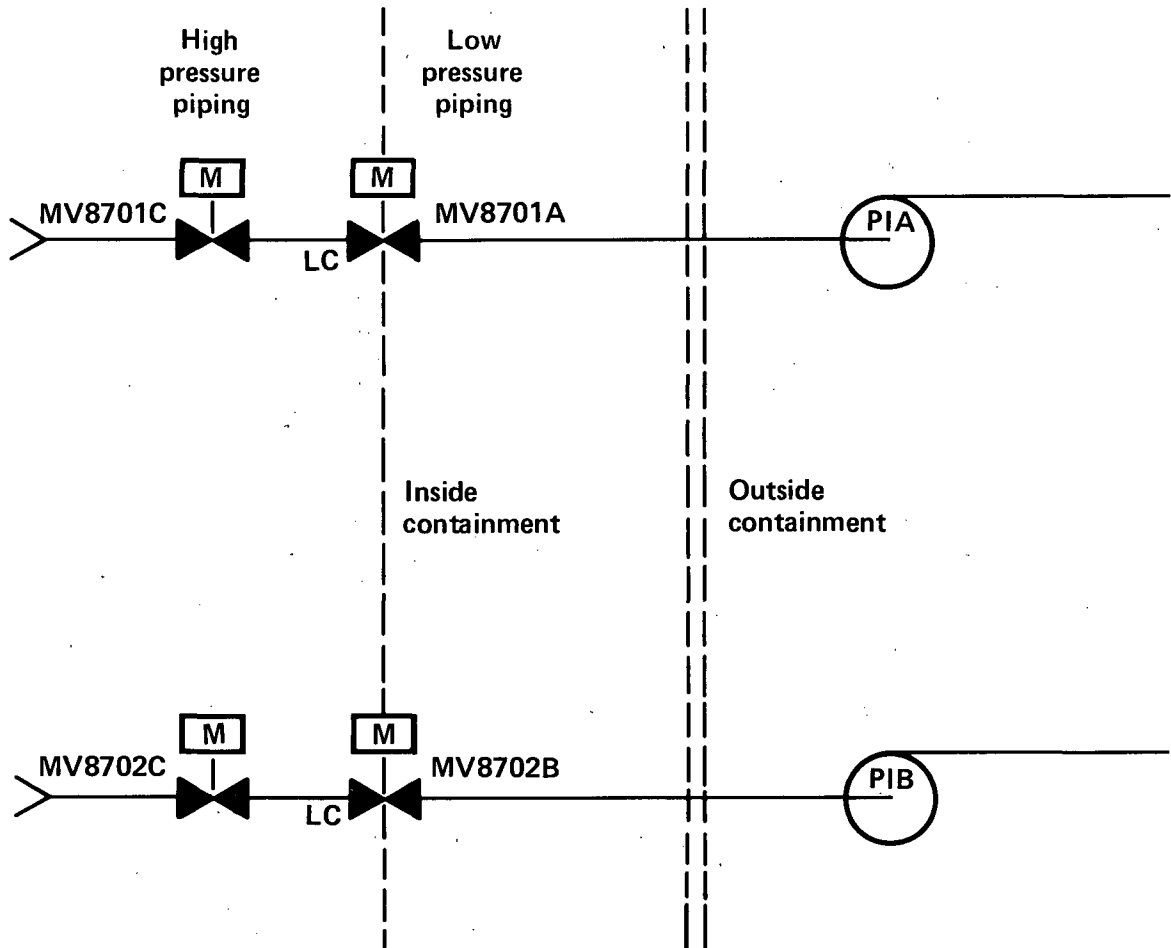 High
pressure
piping
Low
pressure
piping
M
M
MV8701C
MV8701A
PIA
LC
Inside
containment
Outside
containment
M
M
MV8702C
MV8702B
PIB
LC